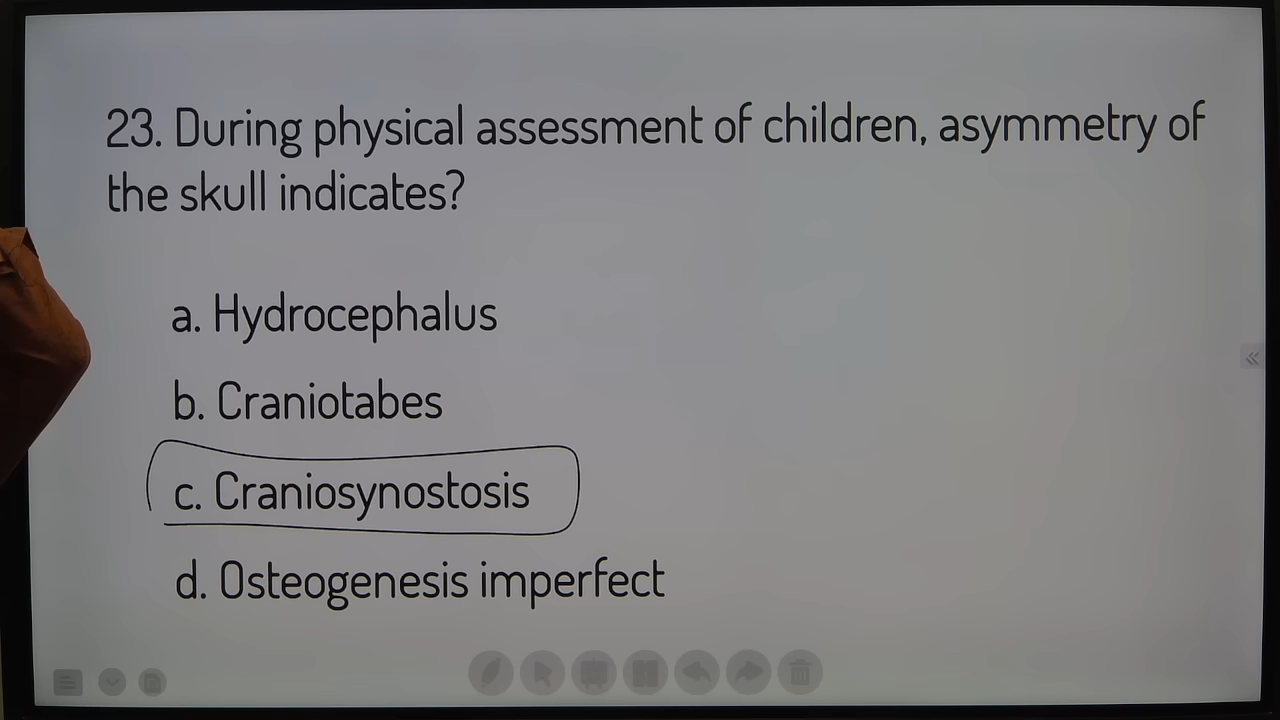 23. During physical assessment of children, asymmetry of
the skull indicates?
a. Hydrocephalus
b. Craniotabes
c. Craniosynostosis
d. Osteogenesis imperfect